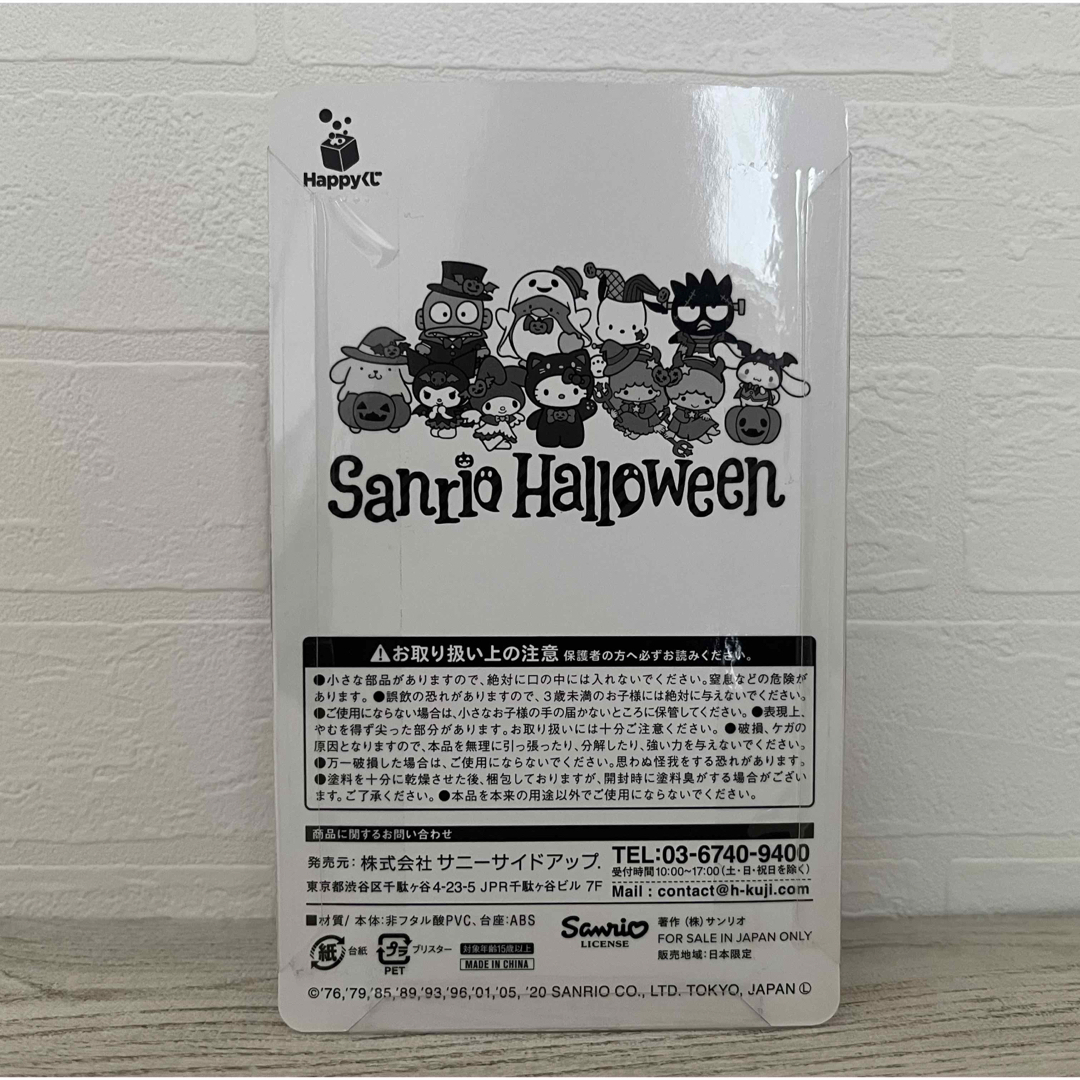 Happyくじ
Sanrio Halloween
⚠お取り扱い上の注意 保護者の方へ必ずお読みください。
●小さな部品がありますので、絶対に口の中には入れないでください。窒息などの危険が
あります。●誤飲の恐れがありますので、3歳未満のお子様には絶対に与えないでください。
●ご使用にならない場合は、小さなお子様の手の届かないところに保管してください。●表現上、
やむを得ず尖った部分があります。お取り扱いには十分ご注意ください。●破損、ケガの
原因となりますので、本品を無理に引っ張ったり、分解したり、強い力を与えないでください。
●万一破損した場合は、ご使用にならないでください。思わぬ怪我をする恐れがあります。
●塗料を十分に乾燥させた後、梱包しておりますが、開封時に塗料臭がする場合がござい
ます。ご了承ください。●本品を本来の用途以外でご使用にならないでください。
商品に関するお問い合わせ
発売元: 株式会社 サニーサイドアップ.
東京都渋谷区千駄ヶ谷4-23-5 JPR千駄ヶ谷ビル 7F
TEL:03-6740-9400
受付時間10:00~17:00(土・日・祝日を除く)
Mail : contact@h-kuji.com
■材質/ 本体:非フタル酸PVC、台座:ABS
紙 台紙
プラ ブリスター
PET
対象年齢15歳以上
MADE IN CHINA
Sanrio
LICENSE
著作 (株) サンリオ
FOR SALE IN JAPAN ONLY
販売地域:日本限定
©'76,'79,'85,'89,'93,'96,'01,'05, '20 SANRIO CO., LTD. TOKYO, JAPAN Ⓛ